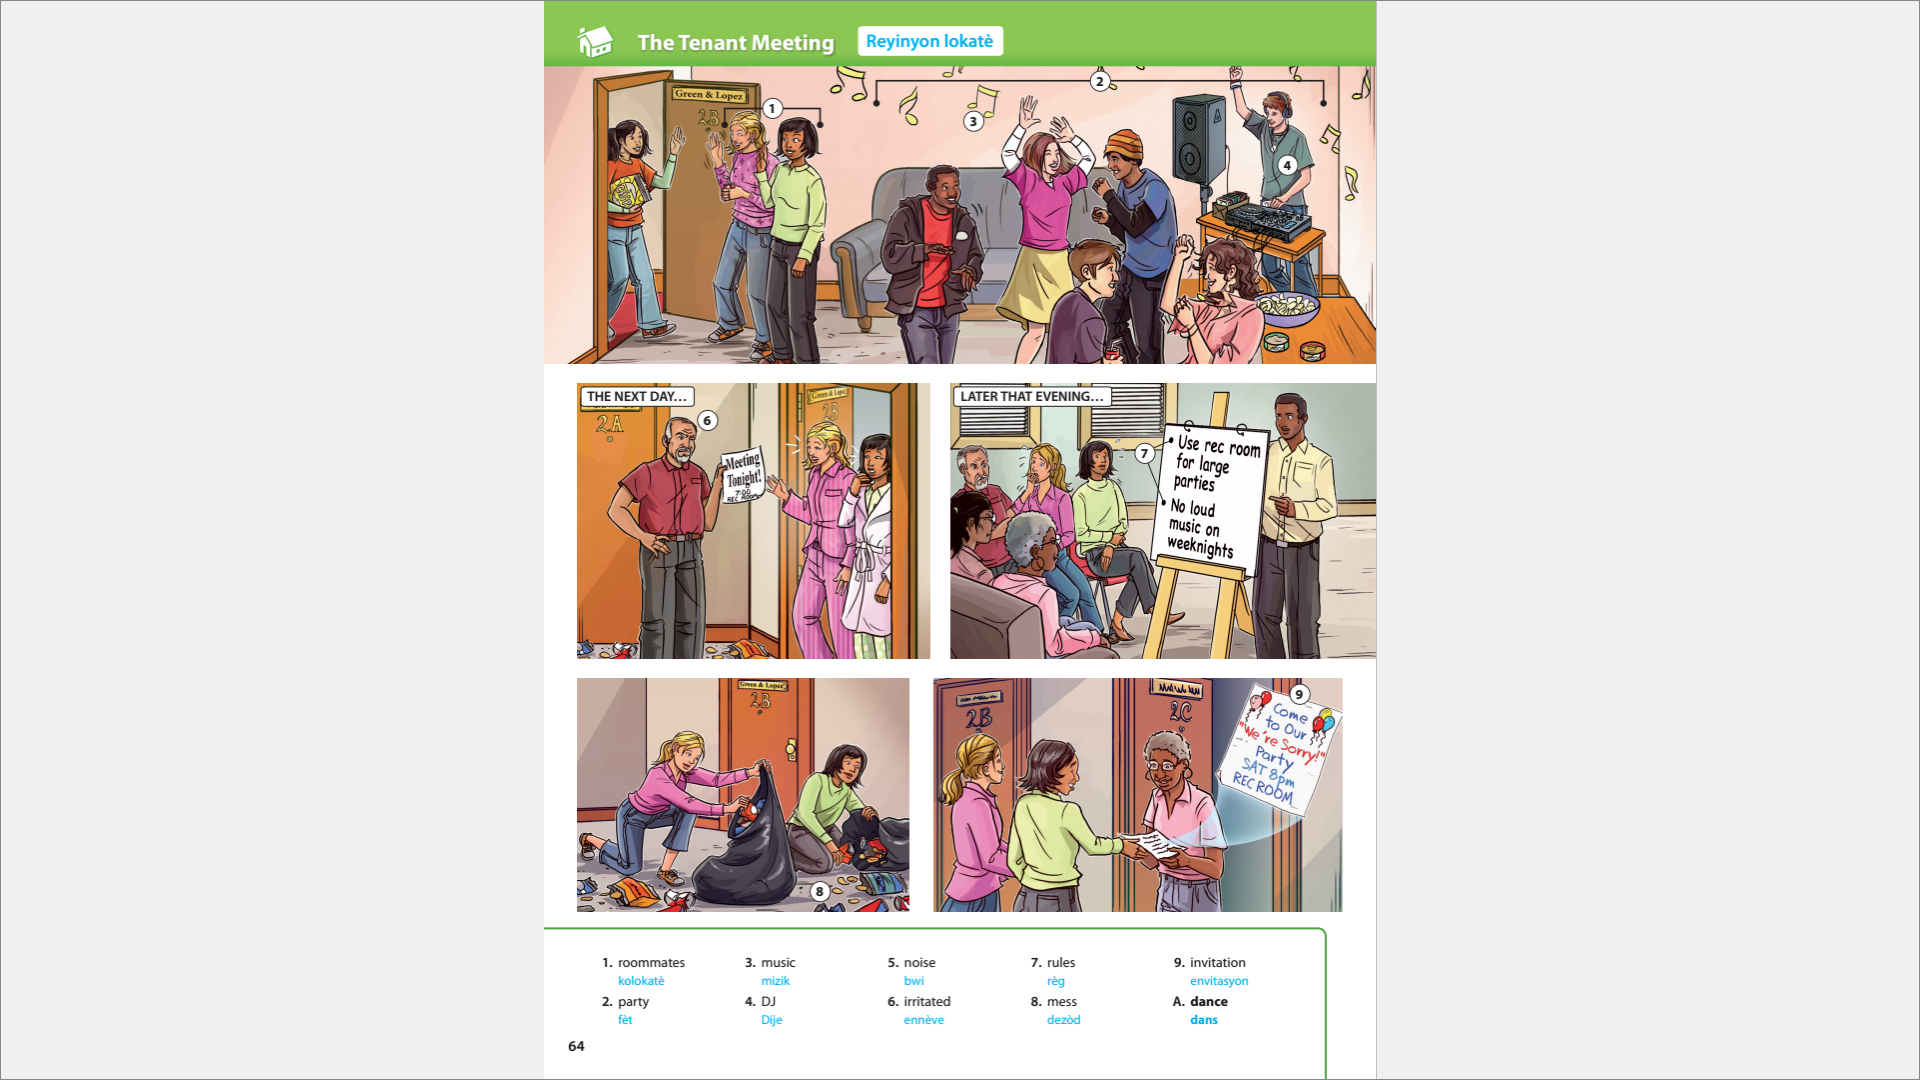 The Tenant Meeting
Reyinyon lokatè
Green & Lopez
2B
1
2
3
4
THE NEXT DAY...
2A
6
Green & Lopez
2B
Meeting
Tonight!
7:00
REC ROOM
LATER THAT EVENING...
7
• Use rec room
for large
parties
• No loud
music on
weeknights
Green & Lopez
2B
8
2B
2C
9
Come
to Our
"We're Sorry!"
Party
SAT 8pm
REC ROOM
1. roommates
kolokatè
2. party
fèt
3. music
mizik
4. DJ
Dije
5. noise
bwi
6. irritated
ennève
7. rules
règ
8. mess
dezòd
9. invitation
envitasyon
A. dance
dans
64